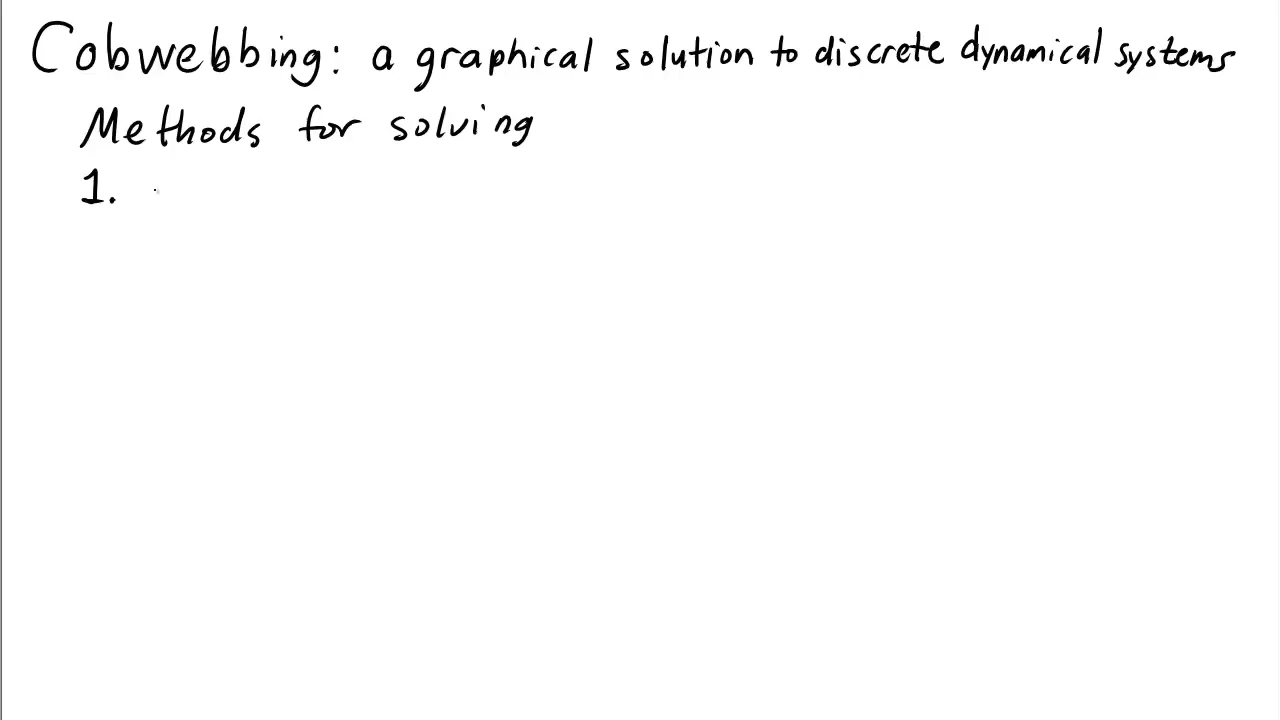 Cobwebbing: a graphical solution to discrete dynamical systems
Methods for solving
1.